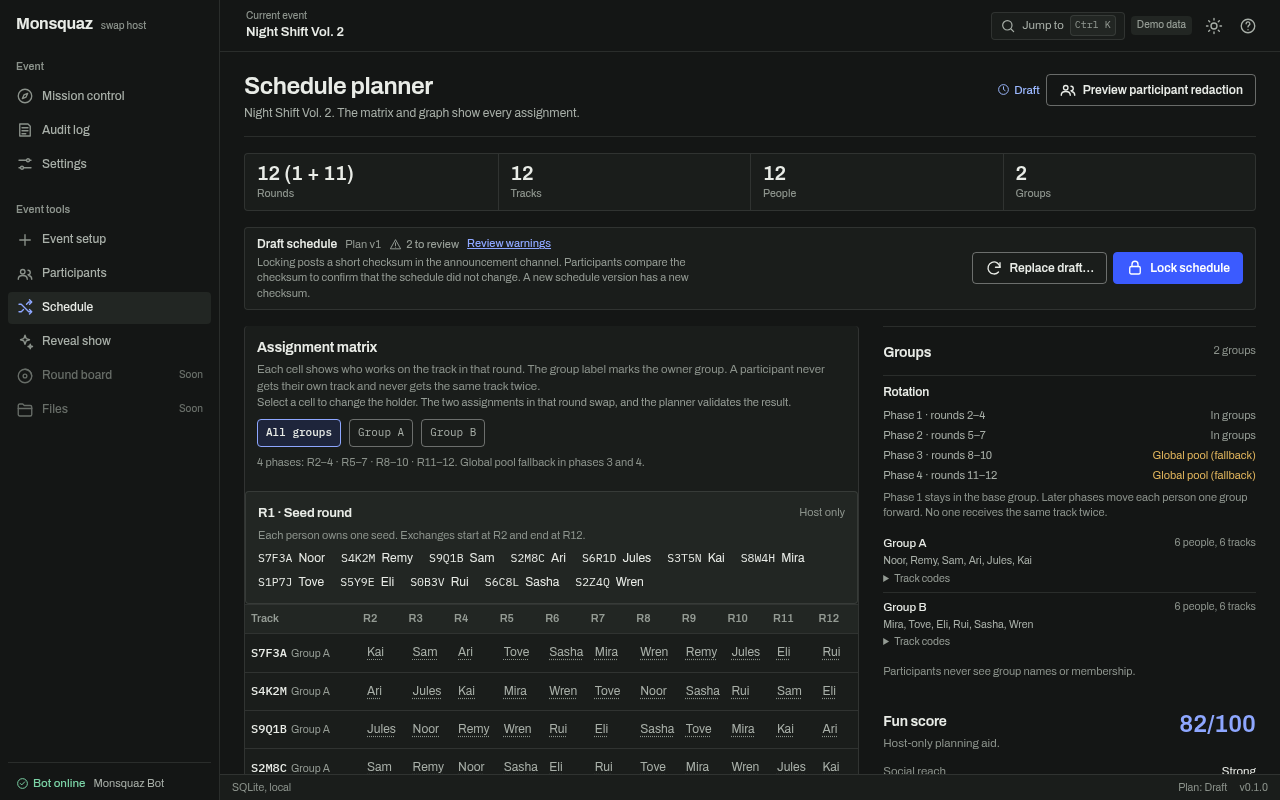 Monsquaz swap host
Event
Mission control
Audit log
Settings
Event tools
Event setup
Participants
Schedule
Reveal show
Round board Soon
Files Soon
Bot online Monsquaz Bot
Current event
Night Shift Vol. 2
Jump to Ctrl K
Demo data
Schedule planner
Night Shift Vol. 2. The matrix and graph show every assignment.
Draft
Preview participant redaction
12 (1 + 11)
Rounds
12
Tracks
12
People
2
Groups
Draft schedule Plan v1 2 to review Review warnings
Locking posts a short checksum in the announcement channel. Participants compare the
checksum to confirm that the schedule did not change. A new schedule version has a new
checksum.
Replace draft...
Lock schedule
Assignment matrix
Each cell shows who works on the track in that round. The group label marks the owner group. A participant never
gets their own track and never gets the same track twice.
Select a cell to change the holder. The two assignments in that round swap, and the planner validates the result.
All groups Group A Group B
4 phases: R2–4 · R5–7 · R8–10 · R11–12. Global pool fallback in phases 3 and 4.
R1 · Seed round Host only
Each person owns one seed. Exchanges start at R2 and end at R12.
S7F3A Noor S4K2M Remy S9Q1B Sam S2M8C Ari S6R1D Jules S3T5N Kai S8W4H Mira
S1P7J Tove S5Y9E Eli S0B3V Rui S6C8L Sasha S2Z4Q Wren
Track R2 R3 R4 R5 R6 R7 R8 R9 R10 R11 R12
S7F3A Group A Kai Sam Ari Tove Sasha Mira Wren Remy Jules Eli Rui
S4K2M Group A Ari Jules Kai Mira Wren Tove Noor Sasha Rui Sam Eli
S9Q1B Group A Jules Noor Remy Wren Rui Eli Sasha Tove Mira Kai Ari
S2M8C Group A Sam Remy Noor Sasha Eli Rui Tove Mira Wren Jules Kai
Groups 2 groups
Rotation
Phase 1 · rounds 2–4 In groups
Phase 2 · rounds 5–7 In groups
Phase 3 · rounds 8–10 Global pool (fallback)
Phase 4 · rounds 11–12 Global pool (fallback)
Phase 1 stays in the base group. Later phases move each person one group
forward. No one receives the same track twice.
Group A 6 people, 6 tracks
Noor, Remy, Sam, Ari, Jules, Kai
Track codes
Group B 6 people, 6 tracks
Mira, Tove, Eli, Rui, Sasha, Wren
Track codes
Participants never see group names or membership.
Fun score 82/100
Host-only planning aid.
Social reach Strong
SQLite, local
Plan: Draft v0.1.0